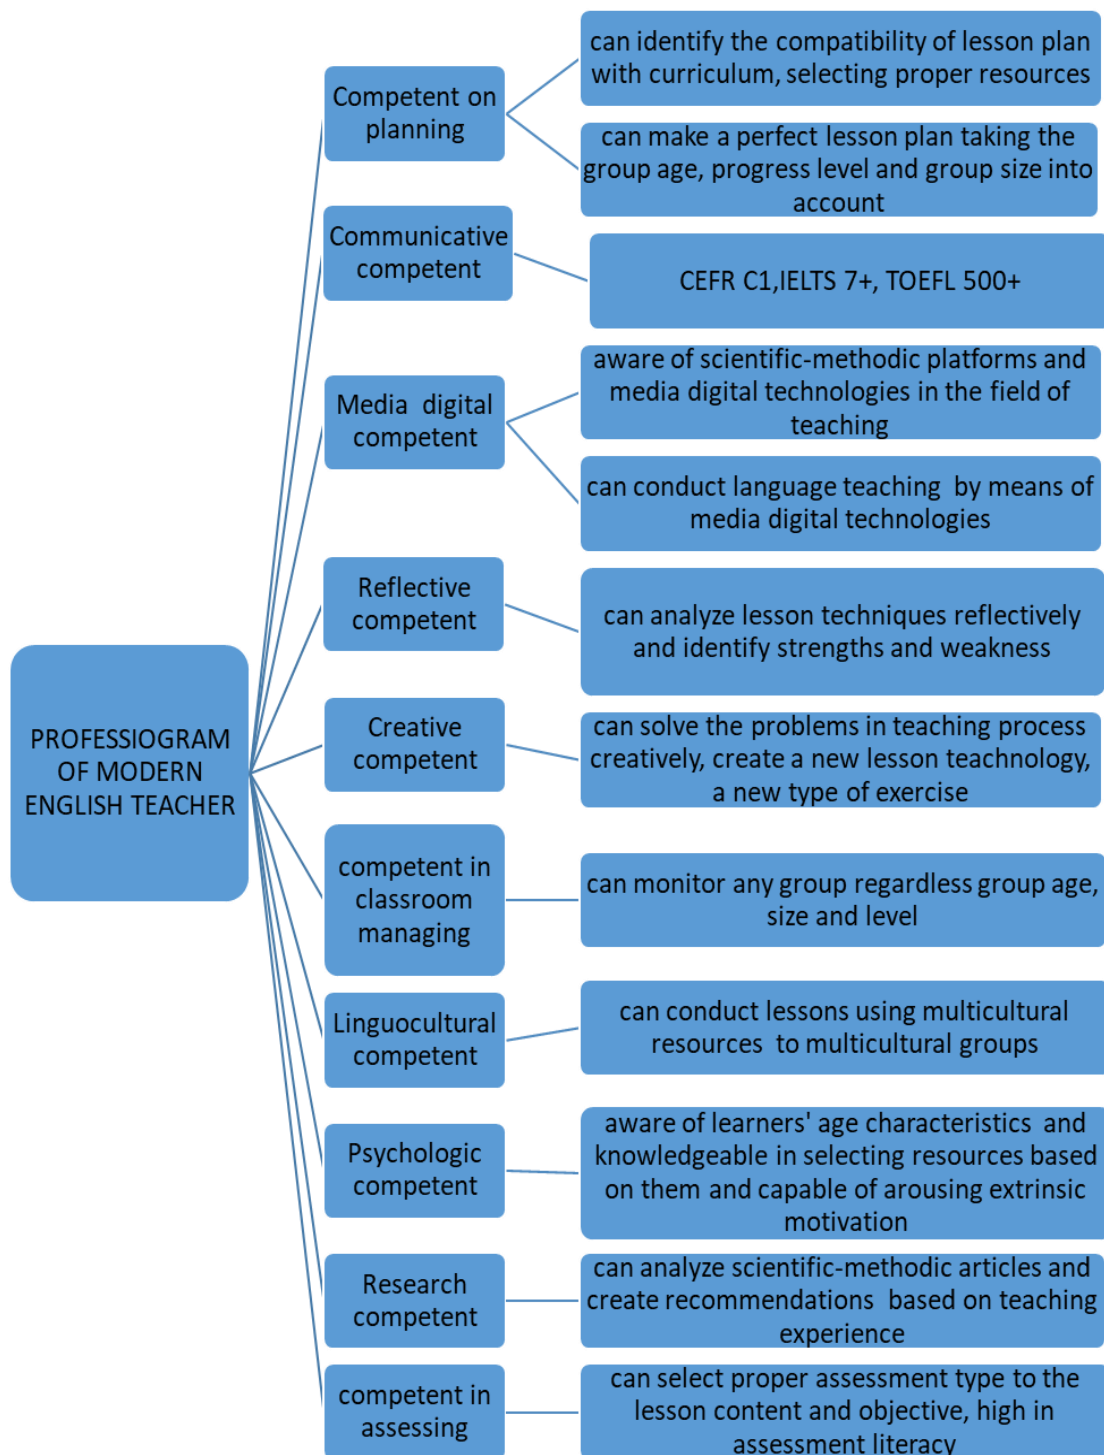 PROFESSIOGRAM
OF MODERN
ENGLISH TEACHER
Competent on
planning
can identify the compatibility of lesson plan
with curriculum, selecting proper resources
can make a perfect lesson plan taking the
group age, progress level and group size into
account
Communicative
competent
CEFR C1,IELTS 7+, TOEFL 500+
Media digital
competent
aware of scientific-methodic platforms and
media digital technologies in the field of
teaching
can conduct language teaching by means of
media digital technologies
Reflective
competent
can analyze lesson techniques reflectively
and identify strengths and weakness
Creative
competent
can solve the problems in teaching process
creatively, create a new lesson teachnology,
a new type of exercise
competent in
classroom
managing
can monitor any group regardless group age,
size and level
Linguocultural
competent
can conduct lessons using multicultural
resources to multicultural groups
Psychologic
competent
aware of learners' age characteristics and
knowledgeable in selecting resources based
on them and capable of arousing extrinsic
motivation
Research
competent
can analyze scientific-methodic articles and
create recommendations based on teaching
experience
competent in
assessing
can select proper assessment type to the
lesson content and objective, high in
assessment literacy